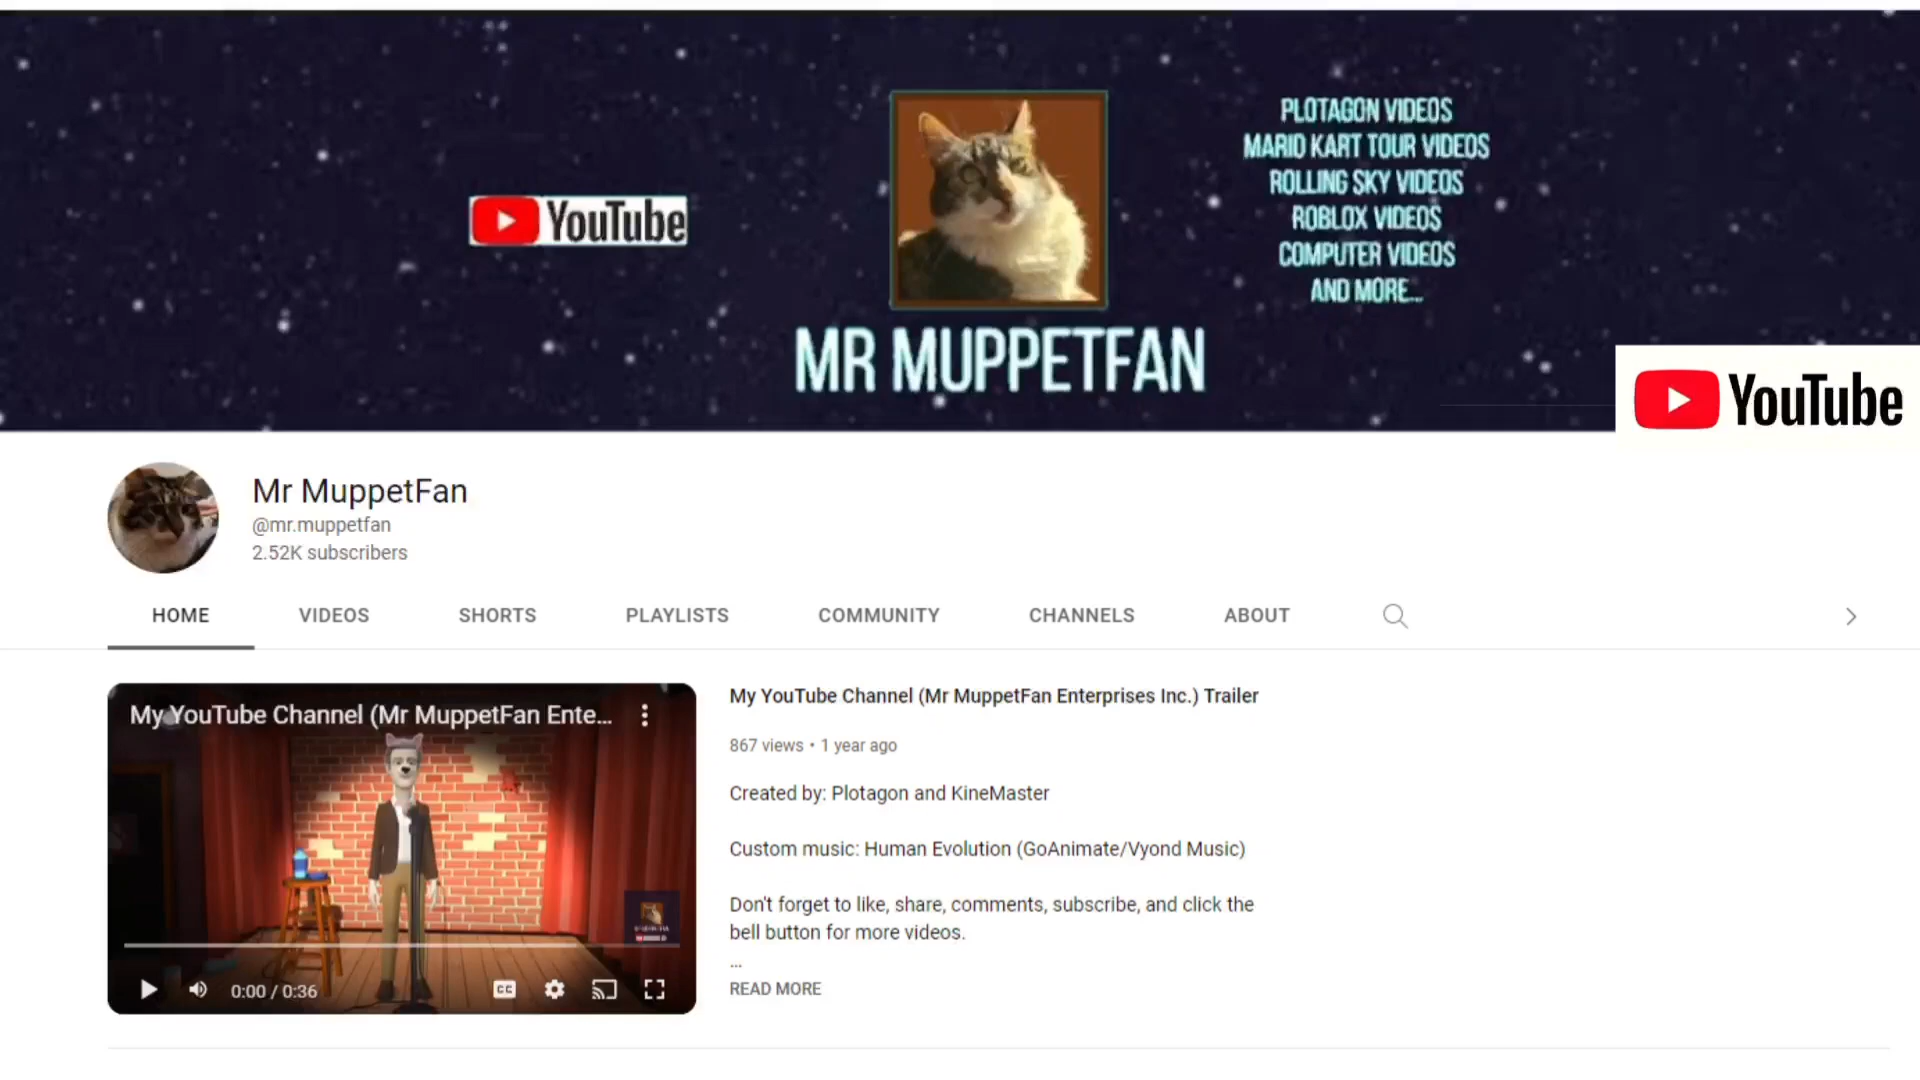 YouTube
PLOTAGON VIDEOS
MARIO KART TOUR VIDEOS
ROLLING SKY VIDEOS
ROBLOX VIDEOS
COMPUTER VIDEOS
AND MORE...
MR MUPPETFAN
YouTube
Mr MuppetFan
@mr.muppetfan
2.52K subscribers
HOME VIDEOS SHORTS PLAYLISTS COMMUNITY CHANNELS ABOUT
My YouTube Channel (Mr MuppetFan Ente...
0:00 / 0:36
CC
My YouTube Channel (Mr MuppetFan Enterprises Inc.) Trailer
867 views • 1 year ago
Created by: Plotagon and KineMaster
Custom music: Human Evolution (GoAnimate/Vyond Music)
Don't forget to like, share, comments, subscribe, and click the
bell button for more videos.
...
READ MORE